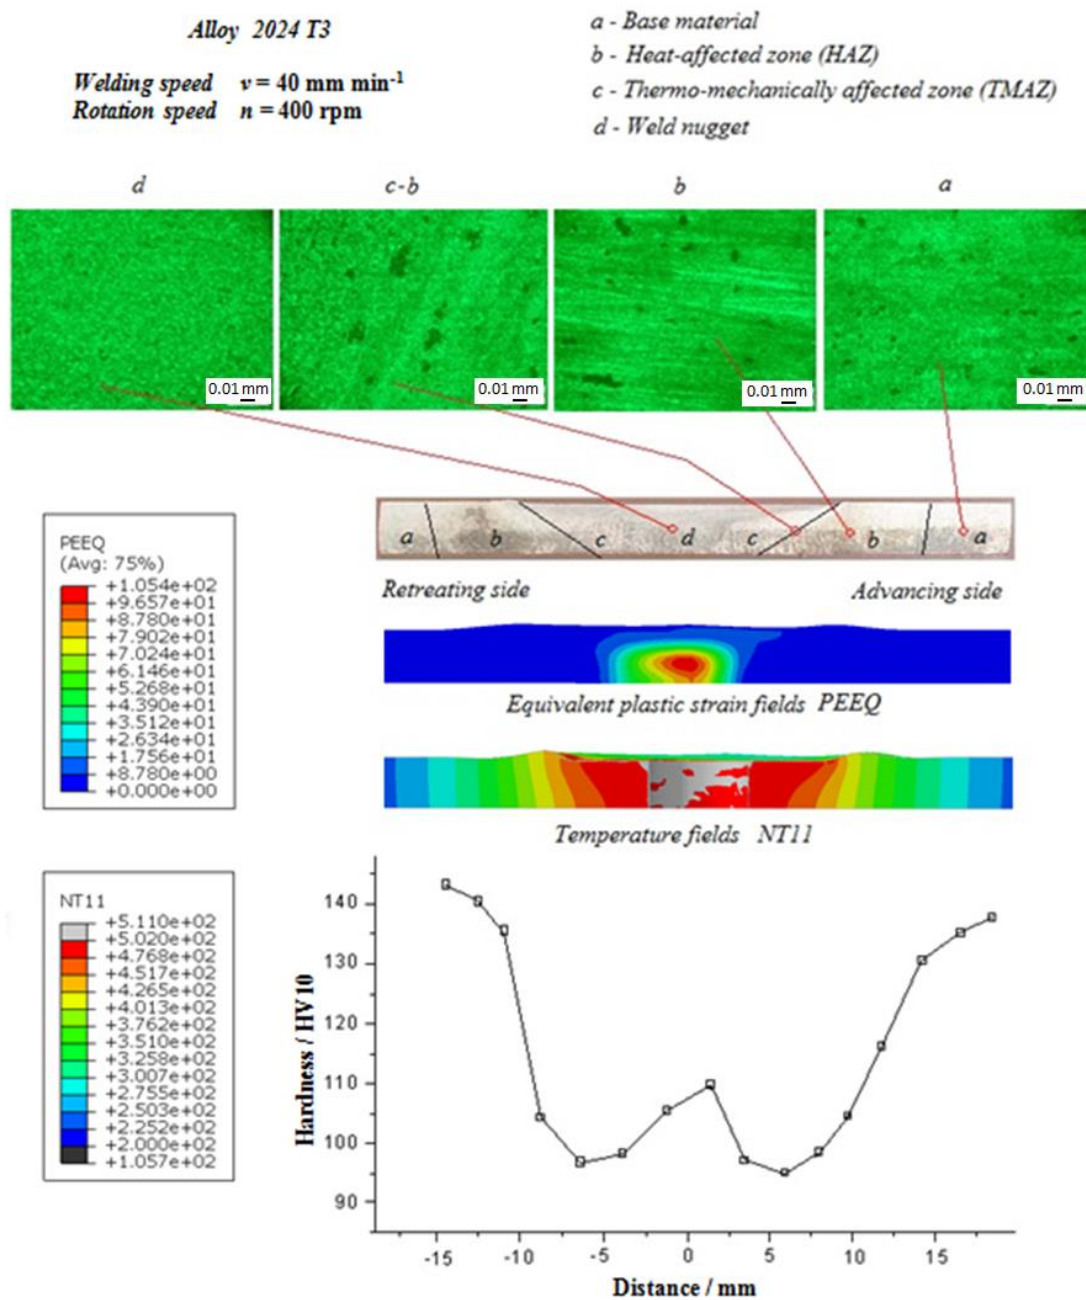 Alloy 2024 T3
Welding speed v = 40 mm min-1
Rotation speed n = 400 rpm
a - Base material
b - Heat-affected zone (HAZ)
c - Thermo-mechanically affected zone (TMAZ)
d - Weld nugget
d
c-b
b
a
0.01 mm
0.01 mm
0.01 mm
0.01 mm
a b c d c b a
Retreating side
Advancing side
PEEQ
(Avg: 75%)
+1.054e+02
+9.657e+01
+8.780e+01
+7.902e+01
+7.024e+01
+6.146e+01
+5.268e+01
+4.390e+01
+3.512e+01
+2.634e+01
+1.756e+01
+8.780e+00
+0.000e+00
Equivalent plastic strain fields PEEQ
Temperature fields NT11
NT11
+5.110e+02
+5.020e+02
+4.768e+02
+4.517e+02
+4.265e+02
+4.013e+02
+3.762e+02
+3.510e+02
+3.258e+02
+3.007e+02
+2.755e+02
+2.503e+02
+2.252e+02
+2.000e+02
+1.057e+02
Hardness / HV10
140
130
120
110
100
90
-15
-10
-5
0
5
10
15
Distance / mm